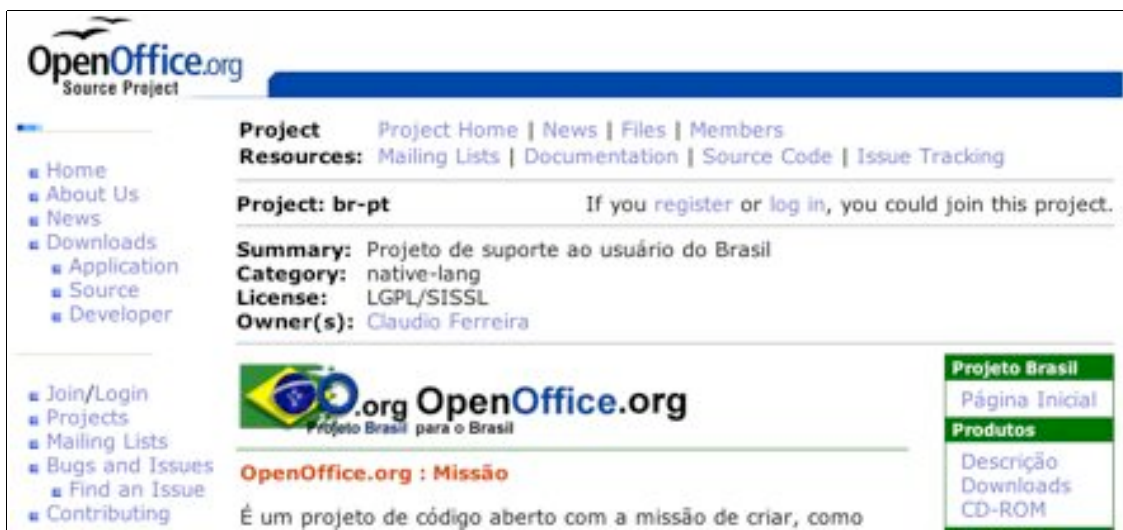 OpenOffice.org
Source Project
Project Project Home | News | Files | Members
Resources: Mailing Lists | Documentation | Source Code | Issue Tracking
Home
About Us
News
Downloads
Application
Source
Developer
Project: br-pt If you register or log in, you could join this project.
Summary: Projeto de suporte ao usuário do Brasil
Category: native-lang
License: LGPL/SISSL
Owner(s): Claudio Ferreira
Join/Login
Projects
Mailing Lists
Bugs and Issues
Find an Issue
Contributing
O.org OpenOffice.org
Projeto Brasil para o Brasil
OpenOffice.org : Missão
É um projeto de código aberto com a missão de criar, como
Projeto Brasil
Página Inicial
Produtos
Descrição
Downloads
CD-ROM